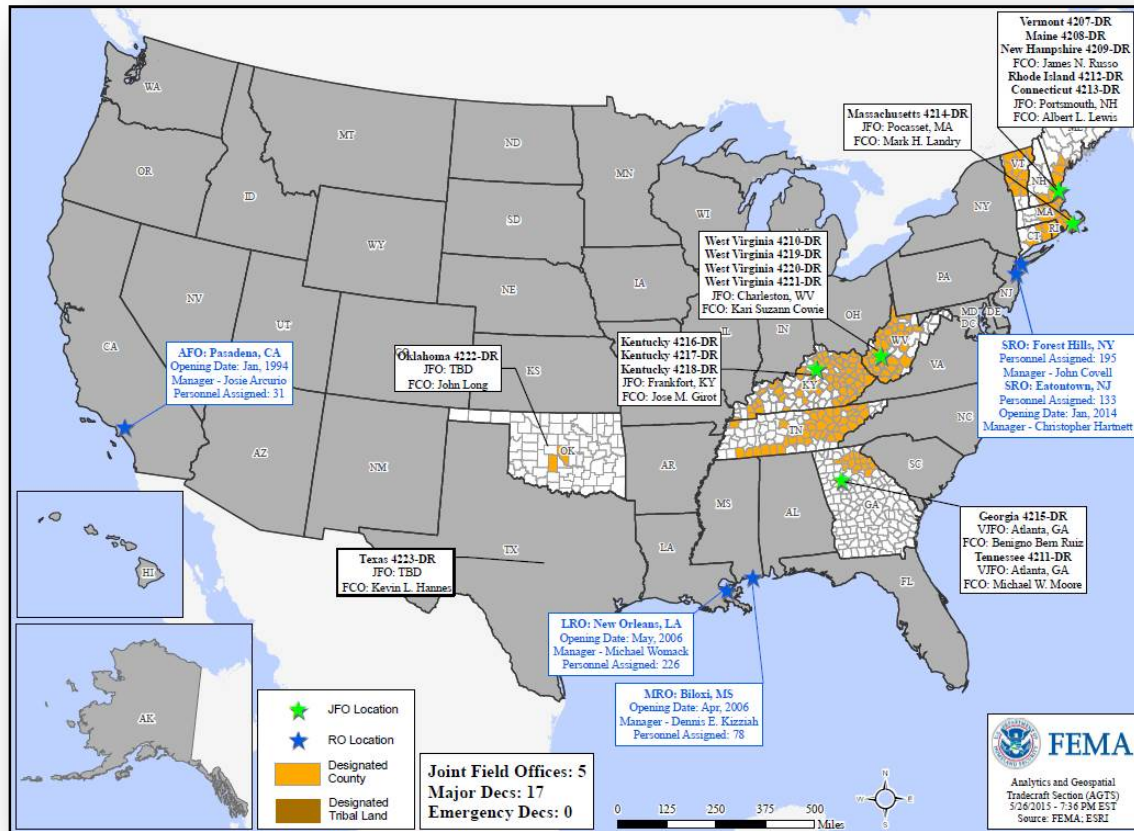 Vermont 4207-DR
Maine 4208-DR
New Hampshire 4209-DR
FCO: James N. Russo
Rhode Island 4212-DR
Connecticut 4213-DR
JFO: Portsmouth, NH
FCO: Albert L. Lewis
Massachusetts 4214-DR
JFO: Pocasset, MA
FCO: Mark H. Landry
West Virginia 4210-DR
West Virginia 4219-DR
West Virginia 4220-DR
West Virginia 4221-DR
JFO: Charleston, WV
FCO: Kari Suzann Cowie
Kentucky 4216-DR
Kentucky 4217-DR
Kentucky 4218-DR
JFO: Frankfort, KY
FCO: Jose M. Girot
Oklahoma 4222-DR
JFO: TBD
FCO: John Long
AFO: Pasadena, CA
Opening Date: Jan, 1994
Manager - Josie Arcurio
Personnel Assigned: 31
SRO: Forest Hills, NY
Personnel Assigned: 195
Manager - John Covell
SRO: Eatontown, NJ
Personnel Assigned: 133
Opening Date: Jan, 2014
Manager - Christopher Hartnett
Georgia 4215-DR
VJFO: Atlanta, GA
FCO: Benigno Bern Ruiz
Tennessee 4211-DR
VJFO: Atlanta, GA
FCO: Michael W. Moore
Texas 4223-DR
JFO: TBD
FCO: Kevin L. Hannes
LRO: New Orleans, LA
Opening Date: May, 2006
Manager - Michael Womack
Personnel Assigned: 226
MRO: Biloxi, MS
Opening Date: Apr, 2006
Manager - Dennis E. Kizziah
Personnel Assigned: 78
WA
MT
ND
MN
OR
ID
SD
WI
WY
NE
IA
NV
UT
CA
KS
AZ
NM
OK
TX
AR
LA
MS
AL
GA
FL
SC
NC
TN
KY
VA
WV
OH
IN
IL
PA
NY
NJ
MD
DE
DC
CT
RI
MA
NH
VT
ME
HI
AK
JFO Location
RO Location
Designated
County
Designated
Tribal Land
Joint Field Offices: 5
Major Decs: 17
Emergency Decs: 0
0 125 250 375 500
Miles
N
W
E
S
FEMA
Analytics and Geospatial
Tradecraft Section (AGTS)
5/26/2015 - 7:36 PM EST
Source: FEMA; ESRI